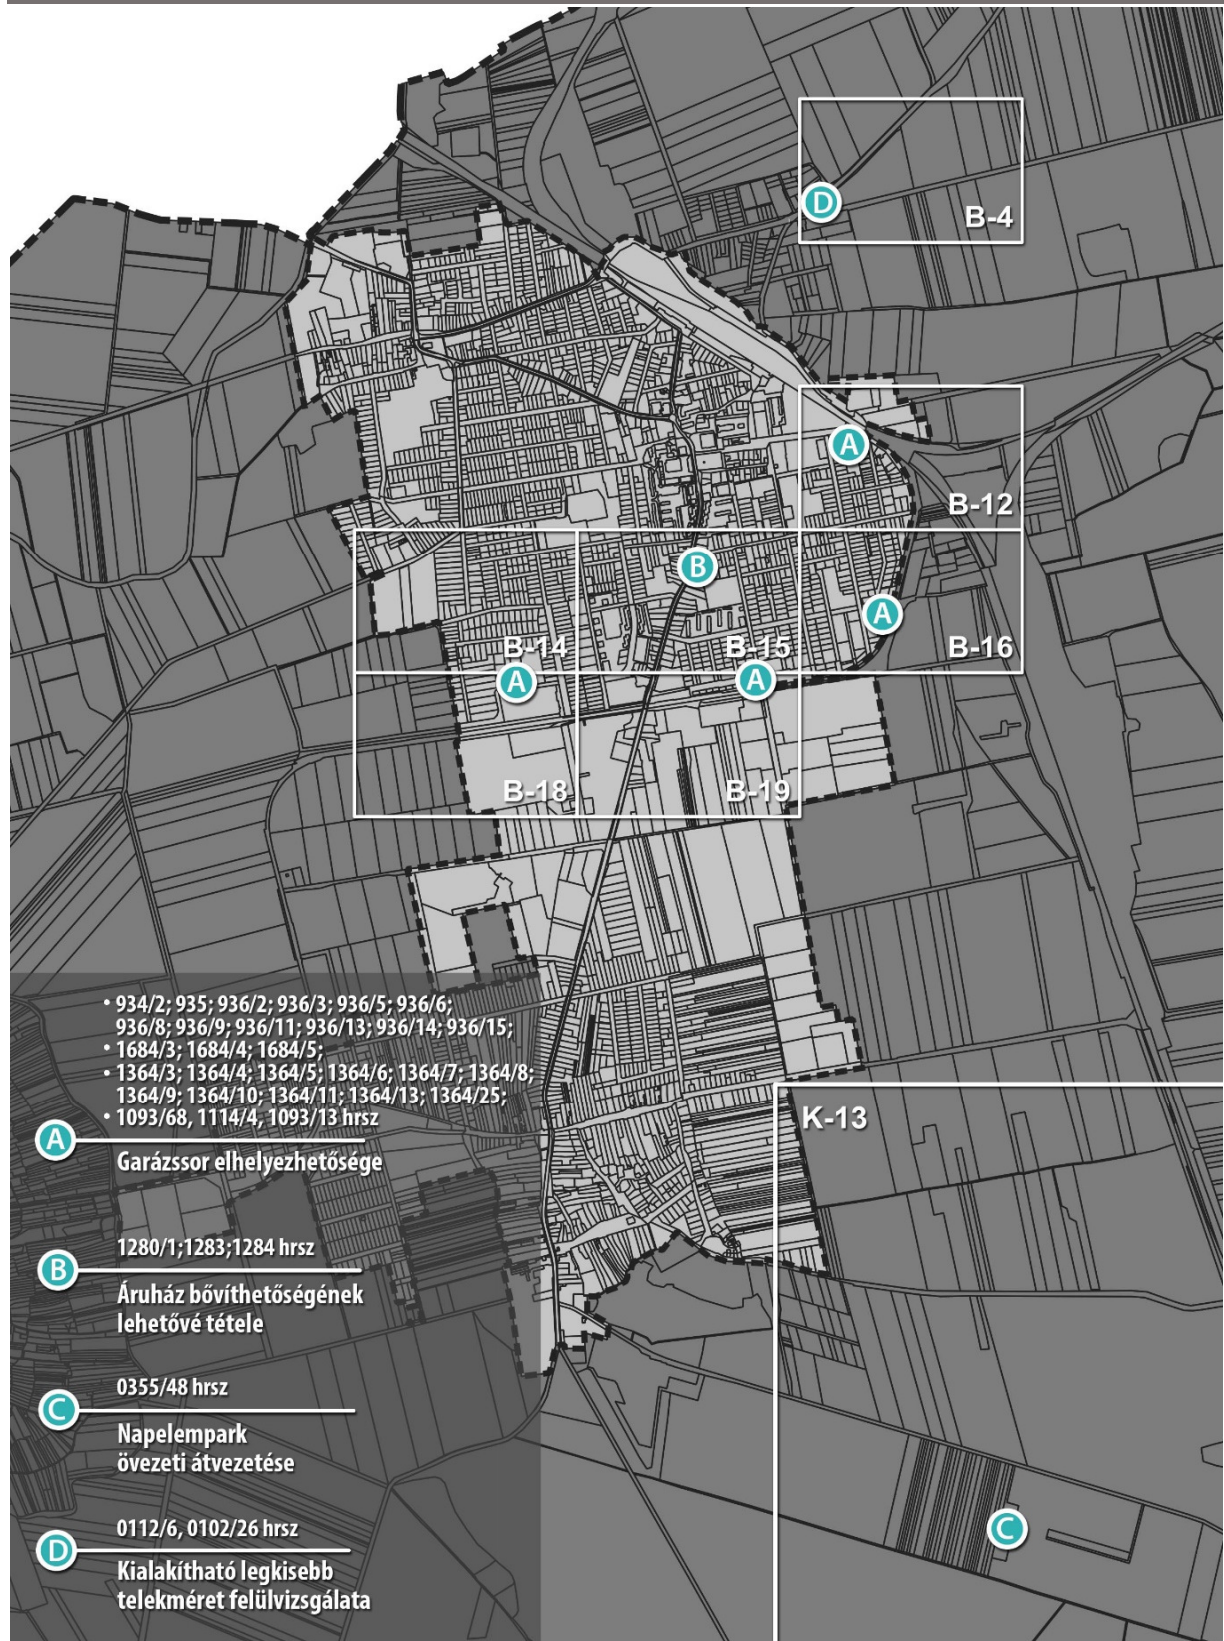 D
B-4
A
B-12
B
A
B-14
B-15
B-16
A
A
B-18
B-19
• 934/2; 935; 936/2; 936/3; 936/5; 936/6;
936/8; 936/9; 936/11; 936/13; 936/14; 936/15;
• 1684/3; 1684/4; 1684/5;
• 1364/3; 1364/4; 1364/5; 1364/6; 1364/7; 1364/8;
1364/9; 1364/10; 1364/11; 1364/13; 1364/25;
• 1093/68, 1114/4, 1093/13 hrsz
A
Garázssor elhelyezhetősége
K-13
1280/1;1283;1284 hrsz
B
Áruház bővíthetőségének
lehetővé tétele
0355/48 hrsz
C
Napelempark
övezeti átvezetése
C
0112/6, 0102/26 hrsz
D
Kialakítható legkisebb
telekméret felülvizsgálata